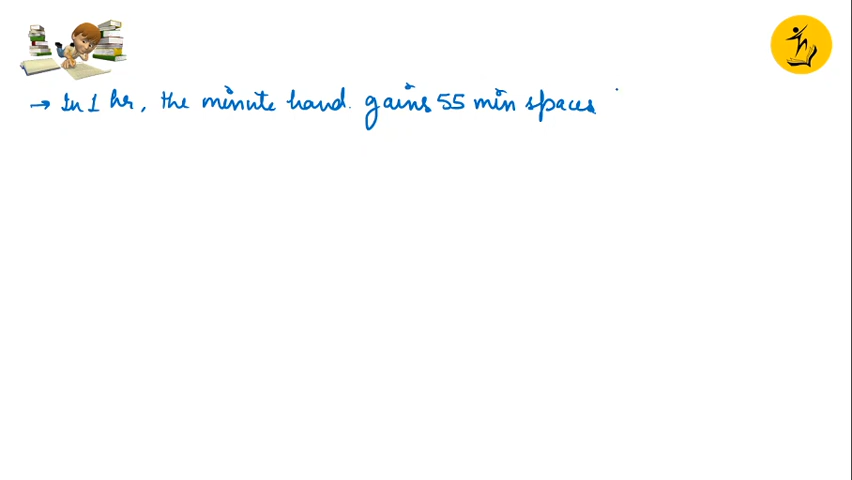 → In 1 hr, the minute hand. gains 55 min spaces